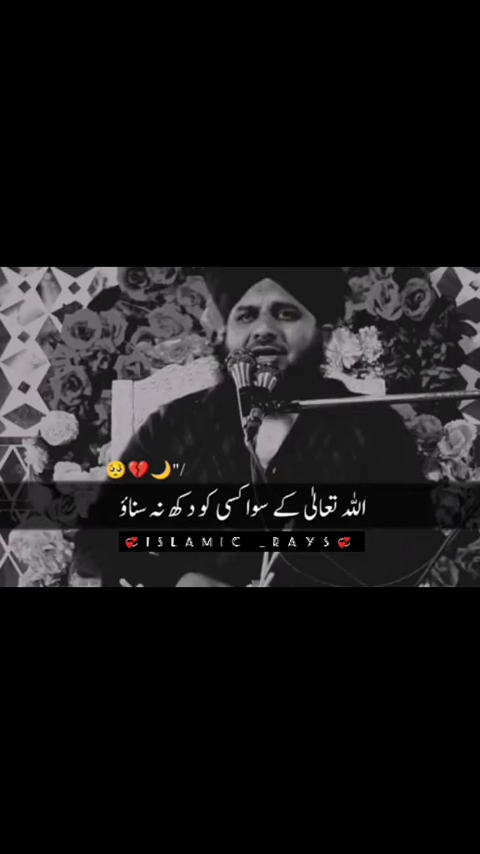 🥺💔🌙"/
اللہ تعالیٰ کے سوا کسی کو دکھ نہ سناؤ
💞ISLAMIC _RAYS💞